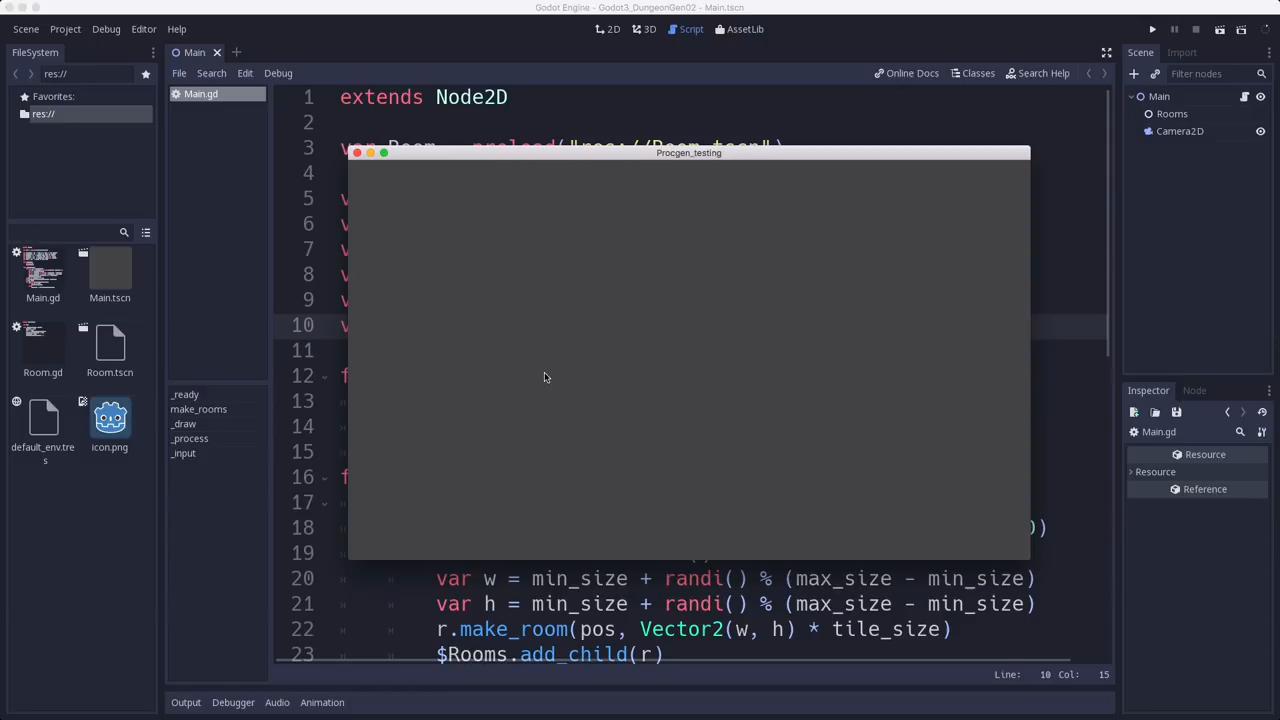 Godot Engine - Godot3_DungeonGen02 - Main.tscn
Scene Project Debug Editor Help
2D 3D Script AssetLib
FileSystem
res://
Favorites:
res://
Main.gd
Main.tscn
Room.gd
Room.tscn
default_env.tre
s
icon.png
Main
File Search Edit Debug
Online Docs Classes Search Help
Main.gd
_ready
make_rooms
_draw
_process
_input
1 extends Node2D
2
3
Procgen_testing
4
5 v
6 v
7 v
8 v
9 v
10 v
11
12 f
13
14
15
16 f
17
18 )
19
20 var w = min_size + randi() % (max_size - min_size)
21 var h = min_size + randi() % (max_size - min_size)
22 r.make_room(pos, Vector2(w, h) * tile_size)
23 $Rooms.add_child(r)
Line: 10 Col: 15
Output Debugger Audio Animation
Scene Import
Filter nodes
Main
Rooms
Camera2D
Inspector Node
Main.gd
Resource
Resource
Reference